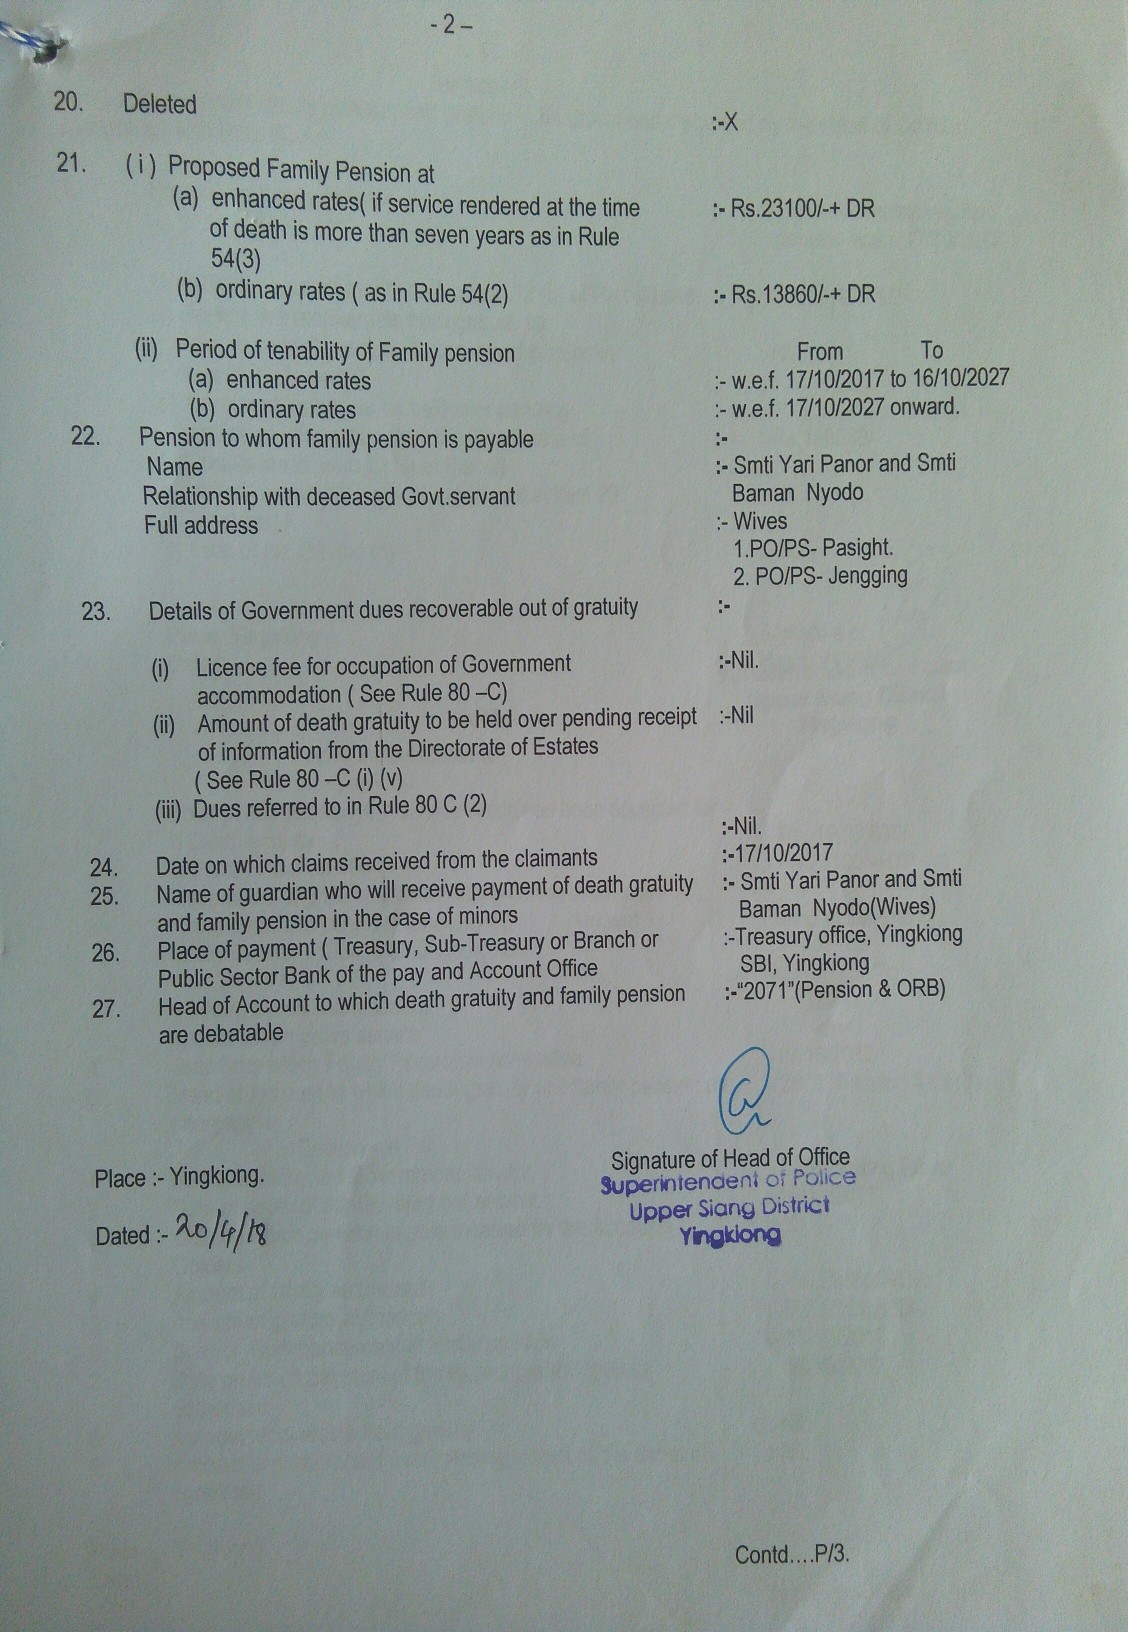 - 2 –
20. Deleted :-X
21. (i) Proposed Family Pension at
(a) enhanced rates( if service rendered at the time :- Rs.23100/-+ DR
of death is more than seven years as in Rule
54(3)
(b) ordinary rates ( as in Rule 54(2) :- Rs.13860/-+ DR
(ii) Period of tenability of Family pension From To
(a) enhanced rates :- w.e.f. 17/10/2017 to 16/10/2027
(b) ordinary rates :- w.e.f. 17/10/2027 onward.
22. Pension to whom family pension is payable :-
Name :- Smti Yari Panor and Smti
Relationship with deceased Govt.servant Baman Nyodo
Full address :- Wives
1.PO/PS- Pasight.
2. PO/PS- Jengging
23. Details of Government dues recoverable out of gratuity :-
(i) Licence fee for occupation of Government :-Nil.
accommodation ( See Rule 80 –C)
(ii) Amount of death gratuity to be held over pending receipt :-Nil
of information from the Directorate of Estates
( See Rule 80 –C (i) (v)
(iii) Dues referred to in Rule 80 C (2)
:-Nil.
24. Date on which claims received from the claimants :-17/10/2017
25. Name of guardian who will receive payment of death gratuity :- Smti Yari Panor and Smti
and family pension in the case of minors Baman Nyodo(Wives)
26. Place of payment ( Treasury, Sub-Treasury or Branch or :-Treasury office, Yingkiong
Public Sector Bank of the pay and Account Office SBI, Yingkiong
27. Head of Account to which death gratuity and family pension :-“2071”(Pension & ORB)
are debatable
Signature of Head of Office
Place :- Yingkiong. Superintendent of Police
Upper Siang District
Dated :- 20/4/18 Yingkiong
Contd....P/3.